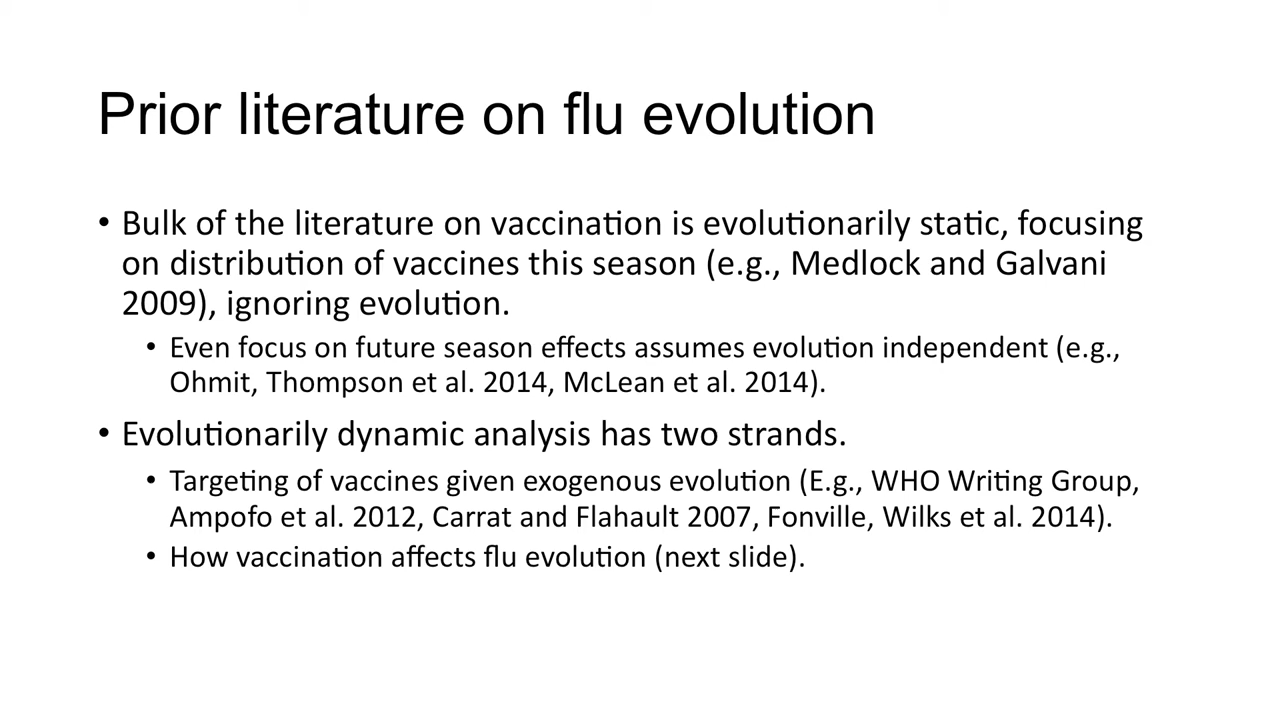 Prior literature on flu evolution
• Bulk of the literature on vaccination is evolutionarily static, focusing
on distribution of vaccines this season (e.g., Medlock and Galvani
2009), ignoring evolution.
• Even focus on future season effects assumes evolution independent (e.g.,
Ohmit, Thompson et al. 2014, McLean et al. 2014).
• Evolutionarily dynamic analysis has two strands.
• Targeting of vaccines given exogenous evolution (E.g., WHO Writing Group,
Ampofo et al. 2012, Carrat and Flahault 2007, Fonville, Wilks et al. 2014).
• How vaccination affects flu evolution (next slide).